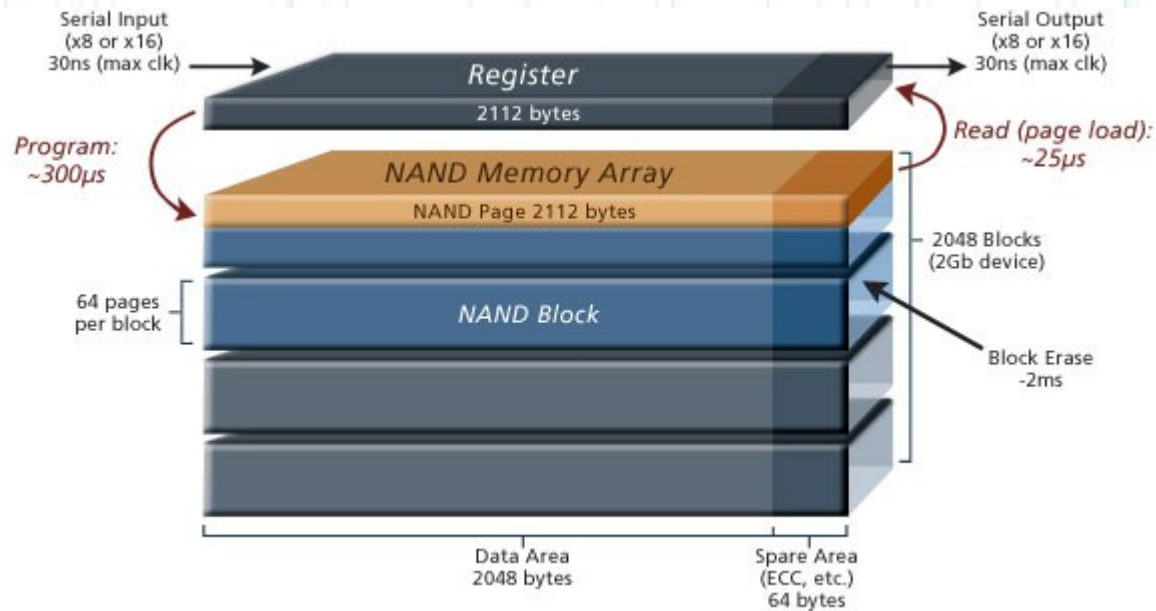 Serial Input
(x8 or x16)
30ns (max clk)
Serial Output
(x8 or x16)
30ns (max clk)
Register
2112 bytes
Program:
~300µs
Read (page load):
~25µs
NAND Memory Array
NAND Page 2112 bytes
2048 Blocks
(2Gb device)
64 pages
per block
NAND Block
Block Erase
-2ms
Data Area
2048 bytes
Spare Area
(ECC, etc.)
64 bytes